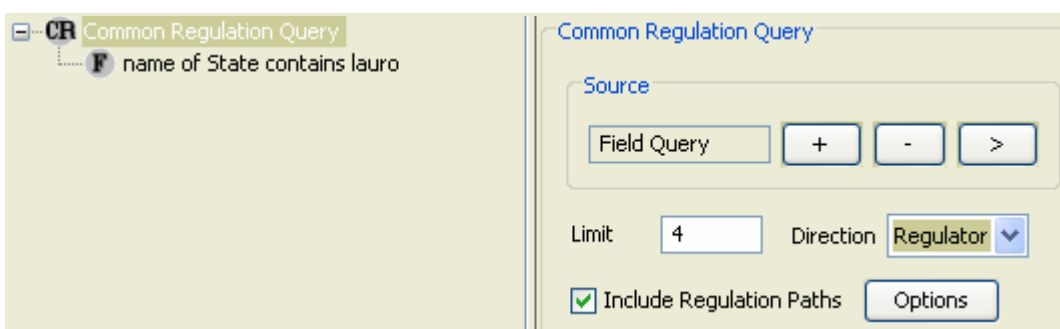 CR Common Regulation Query
F name of State contains lauro
Common Regulation Query
Source
Field Query + - >
Limit 4 Direction Regulator
Include Regulation Paths Options